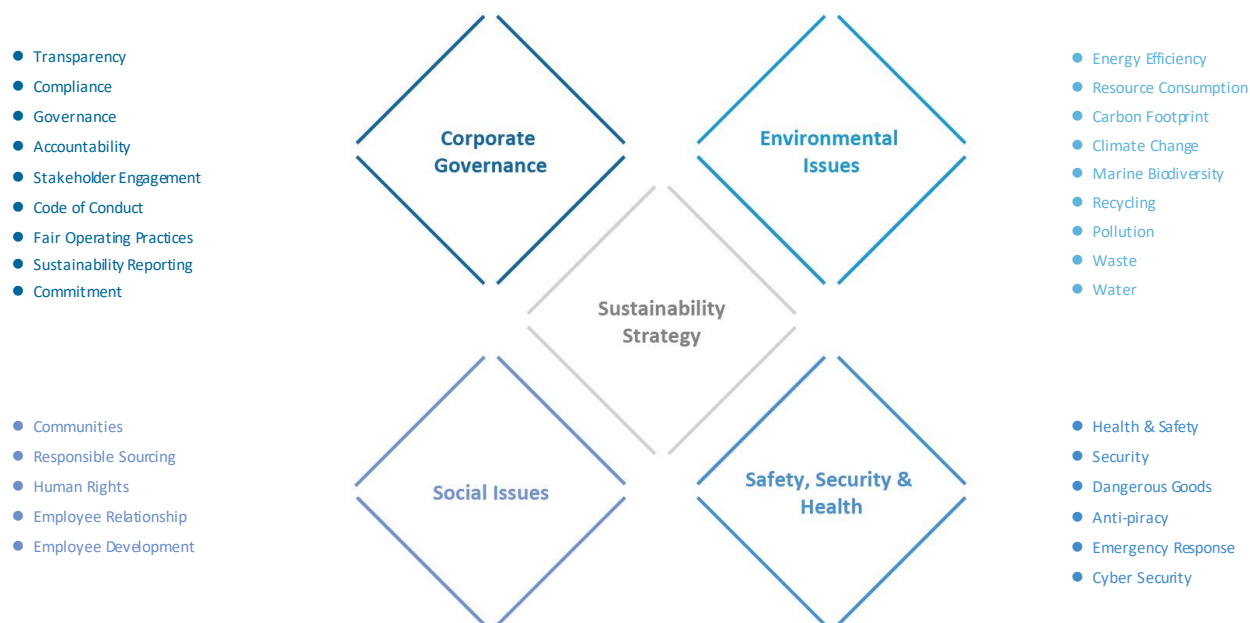 Transparency
Compliance
Governance
Accountability
Stakeholder Engagement
Code of Conduct
Fair Operating Practices
Sustainability Reporting
Commitment
Corporate
Governance
Environmental
Issues
Energy Efficiency
Resource Consumption
Carbon Footprint
Climate Change
Marine Biodiversity
Recycling
Pollution
Waste
Water
Sustainability
Strategy
Communities
Responsible Sourcing
Human Rights
Employee Relationship
Employee Development
Social Issues
Safety, Security &
Health
Health & Safety
Security
Dangerous Goods
Anti-piracy
Emergency Response
Cyber Security